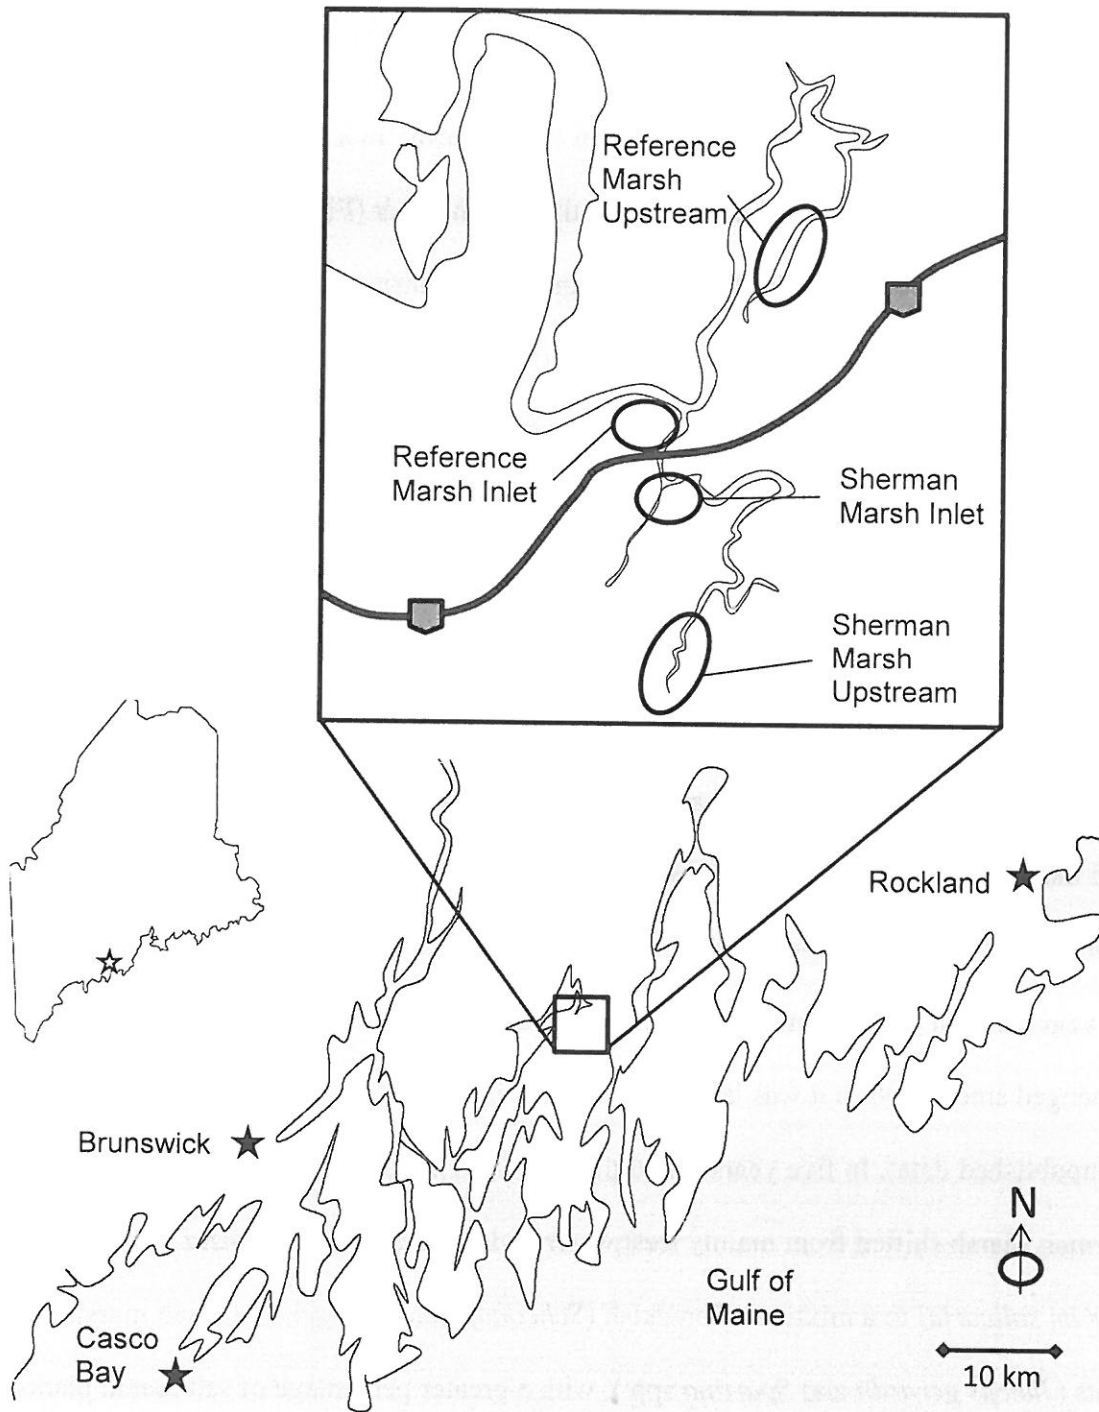 Reference
Marsh
Upstream
Reference
Marsh Inlet
Sherman
Marsh Inlet
Sherman
Marsh
Upstream
Rockland
Brunswick
N
Gulf of
Maine
Casco
Bay
10 km